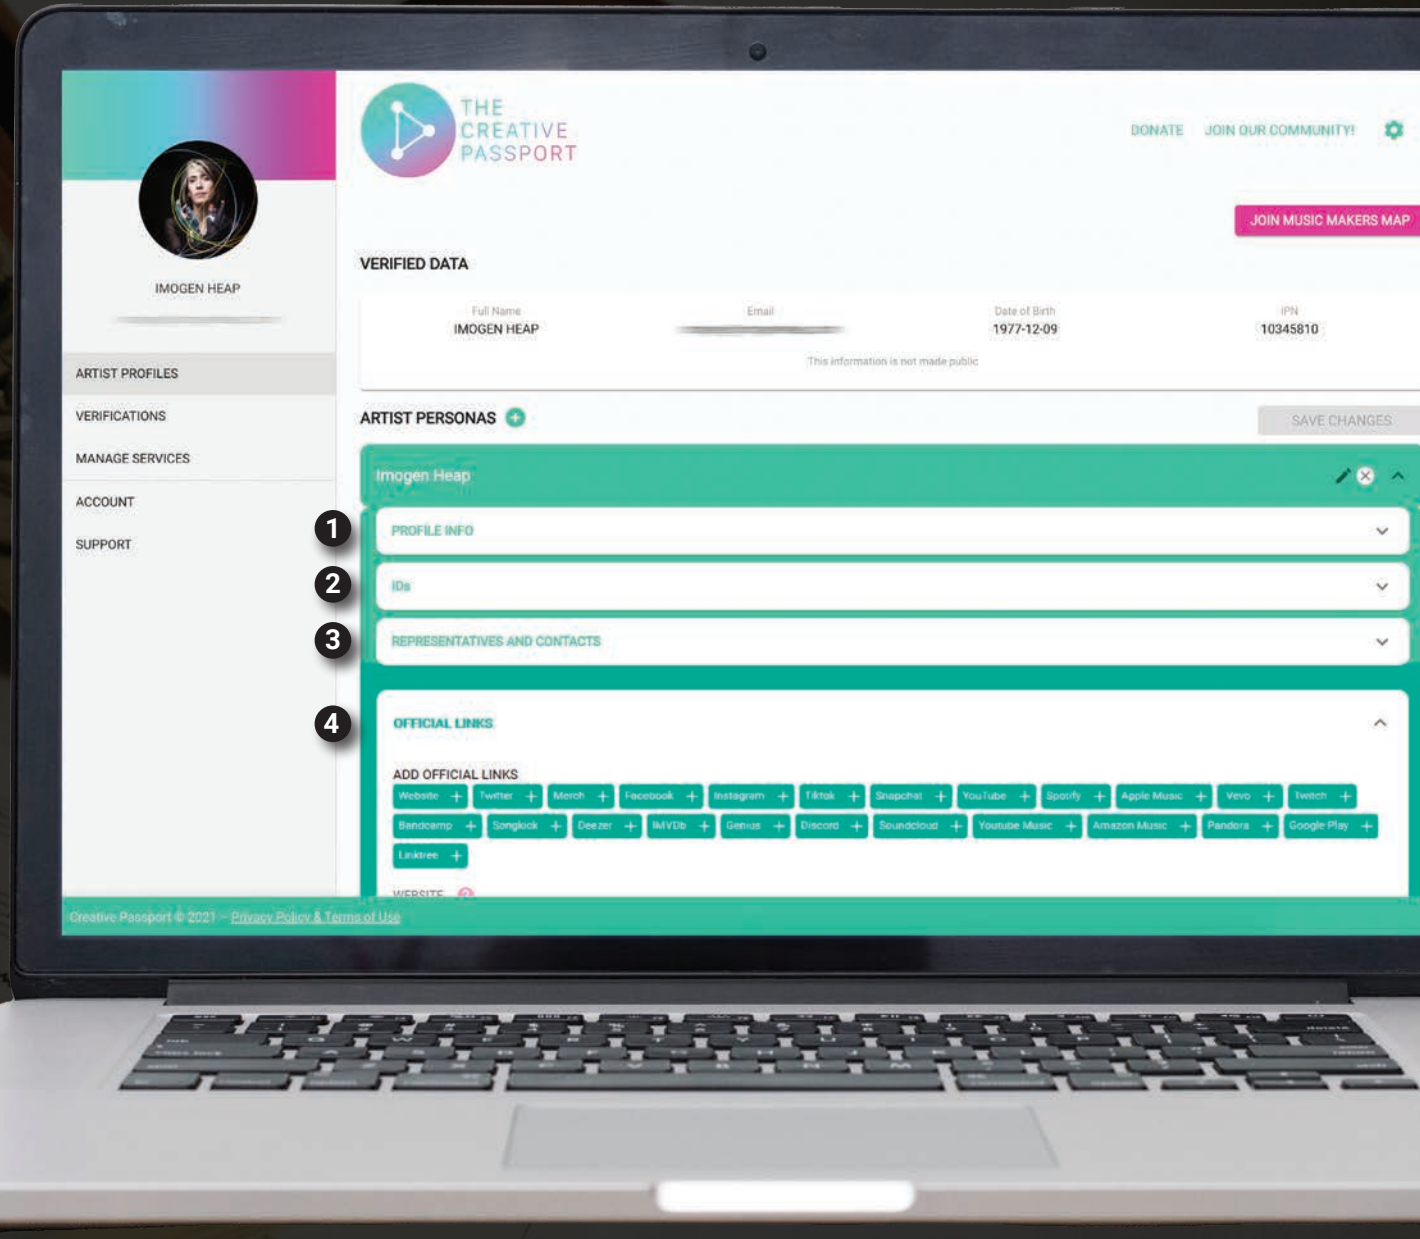 THE
CREATIVE
PASSPORT
DONATE JOIN OUR COMMUNITY!
JOIN MUSIC MAKERS MAP
IMOGEN HEAP
VERIFIED DATA
Full Name Email Date of Birth IPN
IMOGEN HEAP 1977-12-09 10345810
This information is not made public
ARTIST PROFILES
VERIFICATIONS
MANAGE SERVICES
ACCOUNT
SUPPORT
ARTIST PERSONAS
SAVE CHANGES
Imogen Heap
1 PROFILE INFO
2 IDs
3 REPRESENTATIVES AND CONTACTS
4 OFFICIAL LINKS
ADD OFFICIAL LINKS
Website + Twitter + Merch + Facebook + Instagram + Tiktok + Snapchat + YouTube + Spotify + Apple Music + Vevo + Twitch +
Bandcamp + Songkick + Deezer + IMVDb + Genius + Discord + Soundcloud + Youtube Music + Amazon Music + Pandora + Google Play +
Linktree +
WEBSITE ?
Creative Passport © 2021 – Privacy Policy & Terms of Use